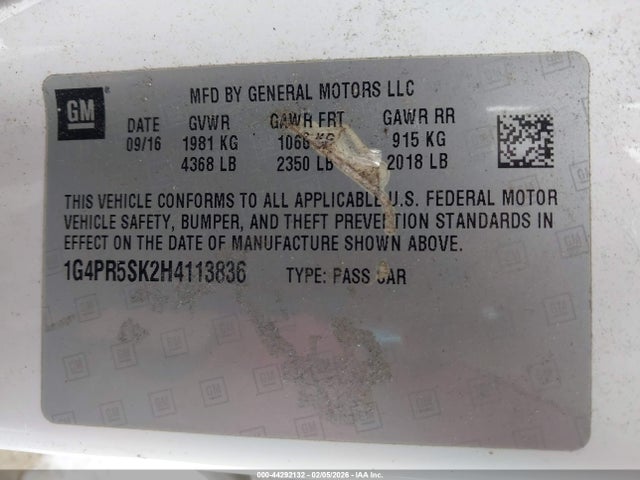 GM
MFD BY GENERAL MOTORS LLC
DATE GVWR GAWR FRT GAWR RR
09/16 1981 KG 1066 KG 915 KG
4368 LB 2350 LB 2018 LB
THIS VEHICLE CONFORMS TO ALL APPLICABLE U.S. FEDERAL MOTOR
VEHICLE SAFETY, BUMPER, AND THEFT PREVENTION STANDARDS IN
EFFECT ON THE DATE OF MANUFACTURE SHOWN ABOVE.
1G4PR5SK2H4113836 TYPE: PASS CAR
000-44292132 - 02/05/2026 - IAA Inc.